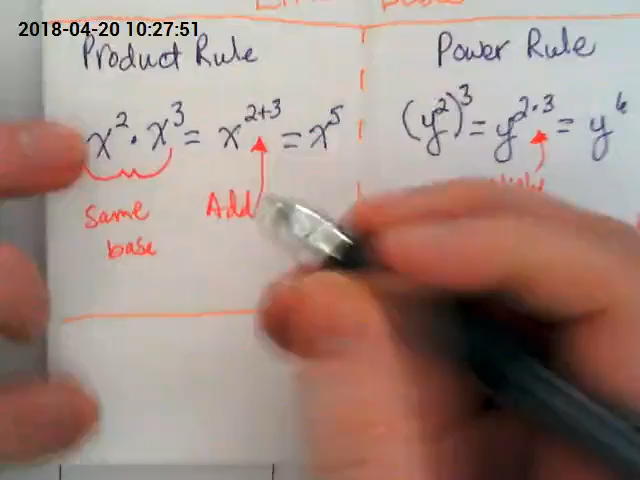 2018-04-20 10:27:51
Product Rule
x² · x³ = x²⁺³ = x⁵
Same
base
Add
Power Rule
(y²)³ = y²·³ = y⁶